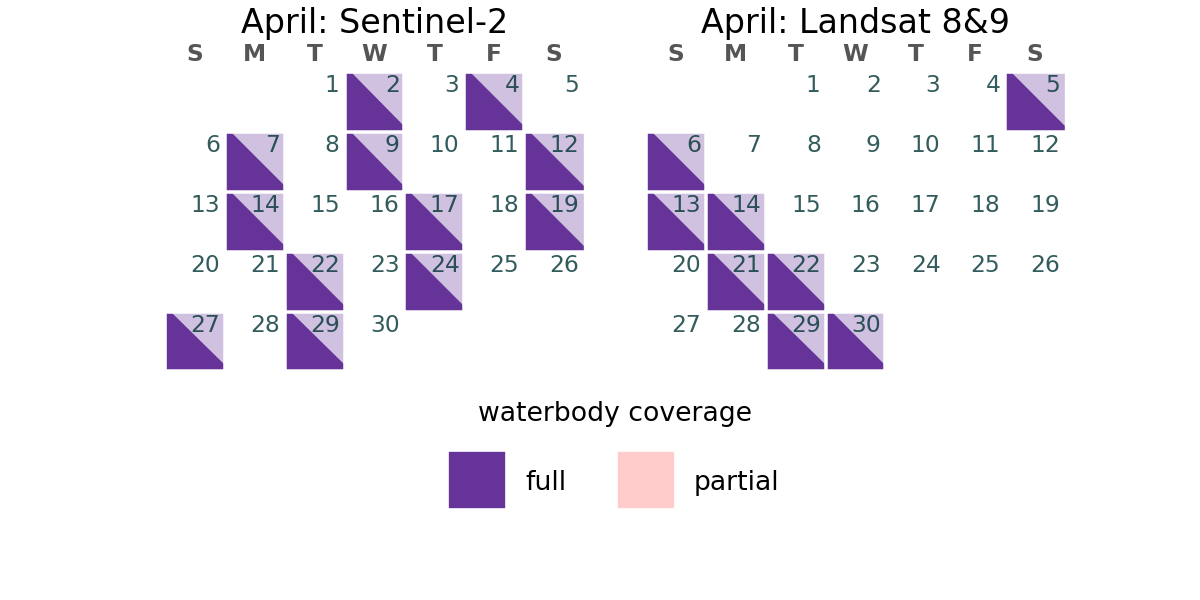 April: Sentinel-2
S M T W T F S
1 2 3 4 5
6 7 8 9 10 11 12
13 14 15 16 17 18 19
20 21 22 23 24 25 26
27 28 29 30
April: Landsat 8&9
S M T W T F S
1 2 3 4 5
6 7 8 9 10 11 12
13 14 15 16 17 18 19
20 21 22 23 24 25 26
27 28 29 30
waterbody coverage
full partial